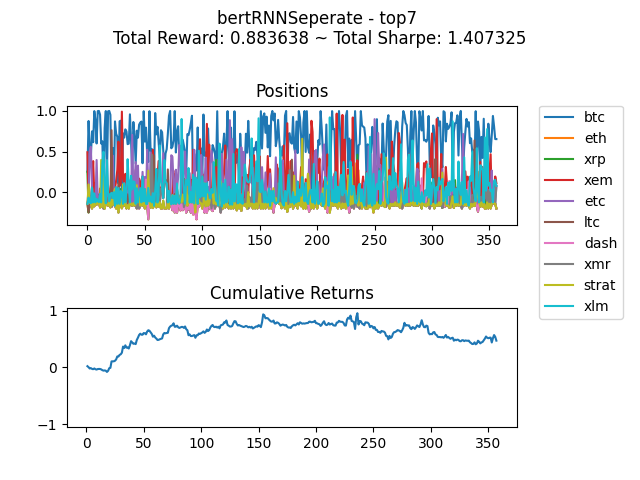 bertRNNSeperate - top7
Total Reward: 0.883638 ~ Total Sharpe: 1.407325
Positions
1.0
0.5
0.0
0 50 100 150 200 250 300 350
btc
eth
xrp
xem
etc
ltc
dash
xmr
strat
xlm
Cumulative Returns
1
0
−1
0 50 100 150 200 250 300 350